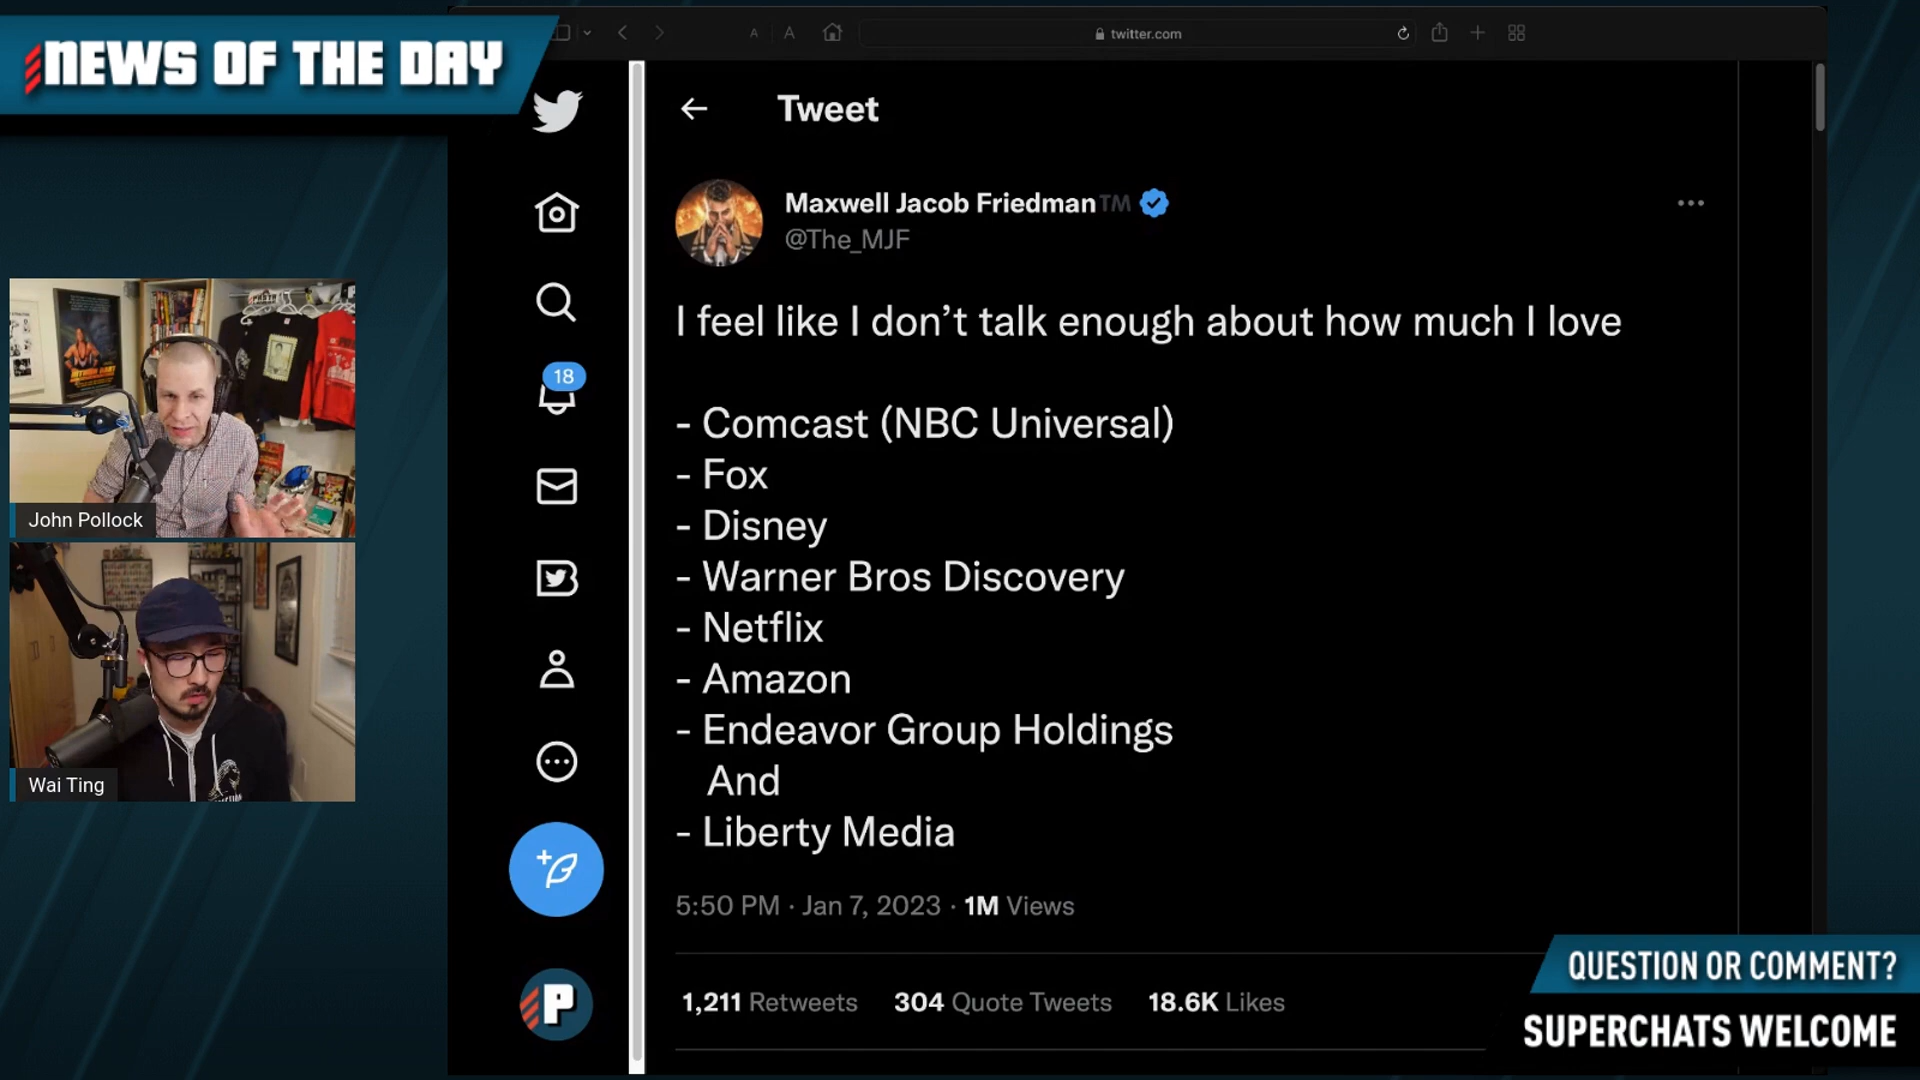 NEWS OF THE DAY
A A twitter.com
Tweet
Maxwell Jacob Friedman™
@The_MJF
I feel like I don’t talk enough about how much I love
- Comcast (NBC Universal)
- Fox
- Disney
- Warner Bros Discovery
- Netflix
- Amazon
- Endeavor Group Holdings
And
- Liberty Media
5:50 PM · Jan 7, 2023 · 1M Views
1,211 Retweets 304 Quote Tweets 18.6K Likes
18
P
John Pollock
Wai Ting
QUESTION OR COMMENT?
SUPERCHATS WELCOME